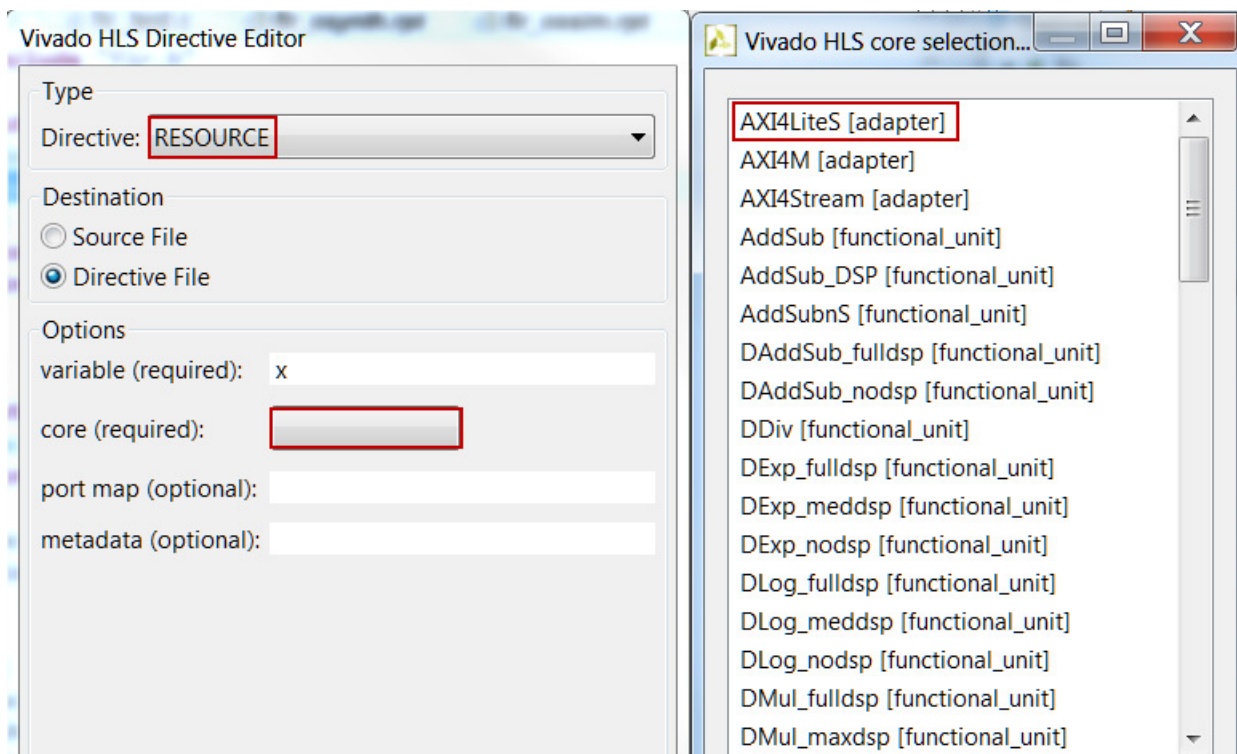 Vivado HLS Directive Editor
Type
Directive: RESOURCE
Destination
Source File
Directive File
Options
variable (required): x
core (required):
port map (optional):
metadata (optional):
Vivado HLS core selection...
AXI4LiteS [adapter]
AXI4M [adapter]
AXI4Stream [adapter]
AddSub [functional_unit]
AddSub_DSP [functional_unit]
AddSubnS [functional_unit]
DAddSub_fulldsp [functional_unit]
DAddSub_nodsp [functional_unit]
DDiv [functional_unit]
DExp_fulldsp [functional_unit]
DExp_meddsp [functional_unit]
DExp_nodsp [functional_unit]
DLog_fulldsp [functional_unit]
DLog_meddsp [functional_unit]
DLog_nodsp [functional_unit]
DMul_fulldsp [functional_unit]
DMul_maxdsp [functional_unit]